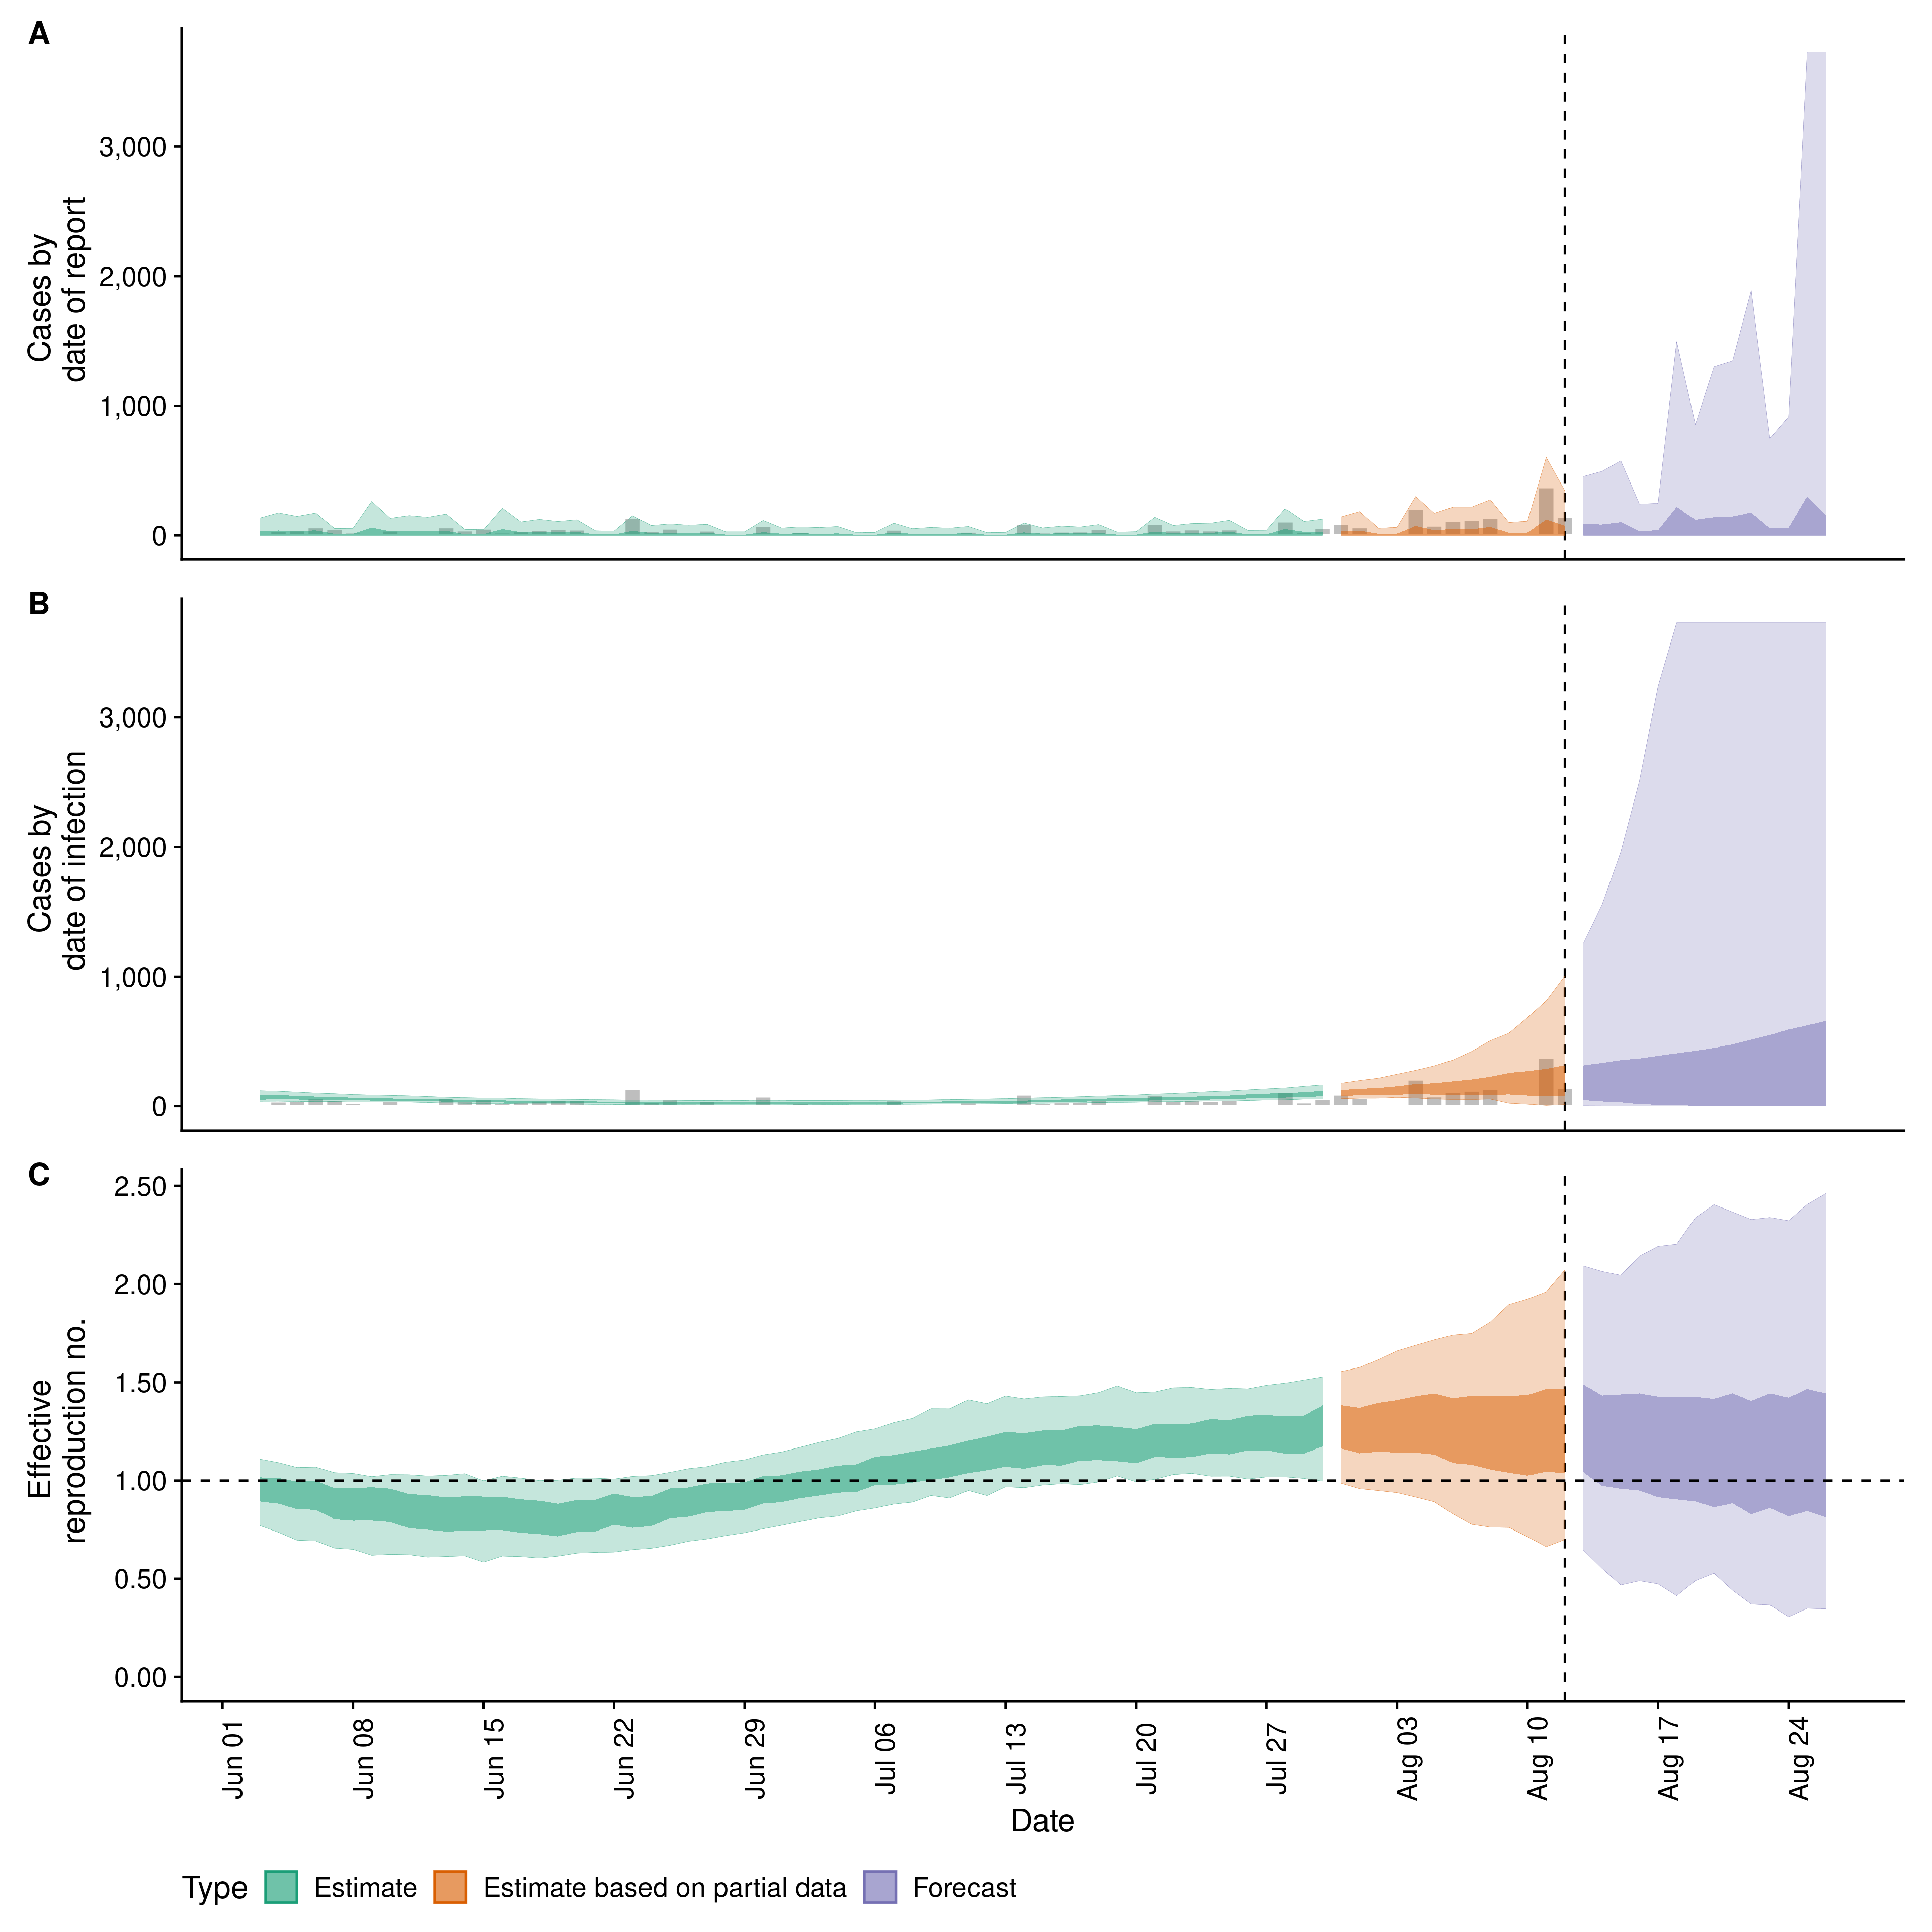 A
Cases by
date of report
3,000
2,000
1,000
0
B
Cases by
date of infection
3,000
2,000
1,000
0
C
Effective
reproduction no.
2.50
2.00
1.50
1.00
0.50
0.00
Jun 01
Jun 08
Jun 15
Jun 22
Jun 29
Jul 06
Jul 13
Jul 20
Jul 27
Aug 03
Aug 10
Aug 17
Aug 24
Date
Type Estimate Estimate based on partial data Forecast